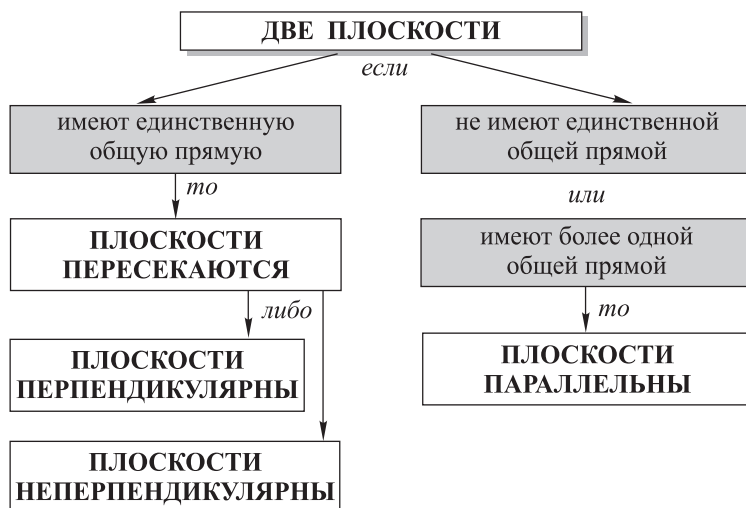 ДВЕ ПЛОСКОСТИ
если
имеют единственную
общую прямую
то
ПЛОСКОСТИ
ПЕРЕСЕКАЮТСЯ
либо
ПЛОСКОСТИ
ПЕРПЕНДИКУЛЯРНЫ
ПЛОСКОСТИ
НЕПЕРПЕНДИКУЛЯРНЫ
не имеют единственной
общей прямой
или
имеют более одной
общей прямой
то
ПЛОСКОСТИ
ПАРАЛЛЕЛЬНЫ